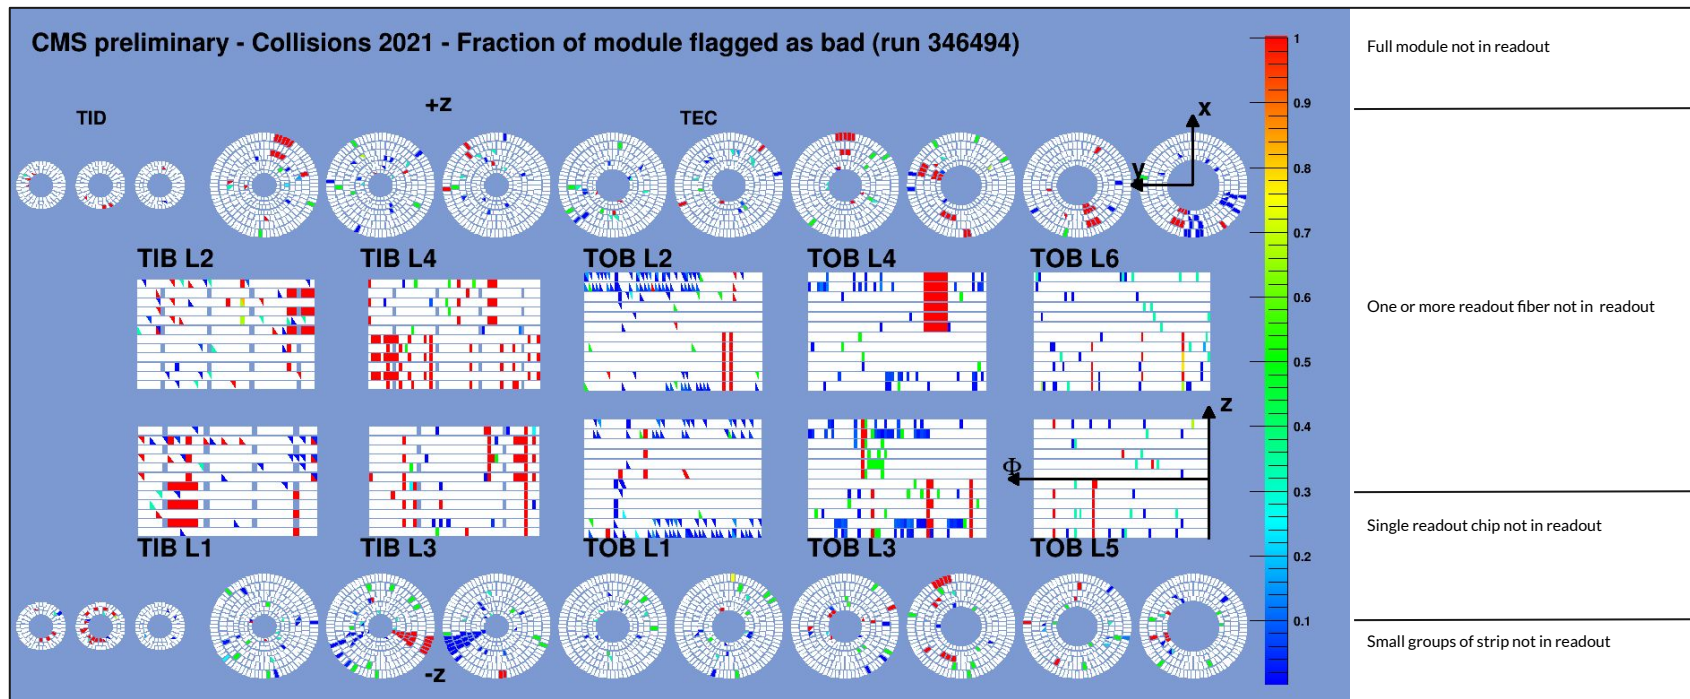 CMS preliminary - Collisions 2021 - Fraction of module flagged as bad (run 346494)
TID
+z
TEC
x
y
TIB L2
TIB L4
TOB L2
TOB L4
TOB L6
z
Φ
TIB L1
TIB L3
TOB L1
TOB L3
TOB L5
-z
1
0.9
0.8
0.7
0.6
0.5
0.4
0.3
0.2
0.1
Full module not in readout
One or more readout fiber not in readout
Single readout chip not in readout
Small groups of strip not in readout